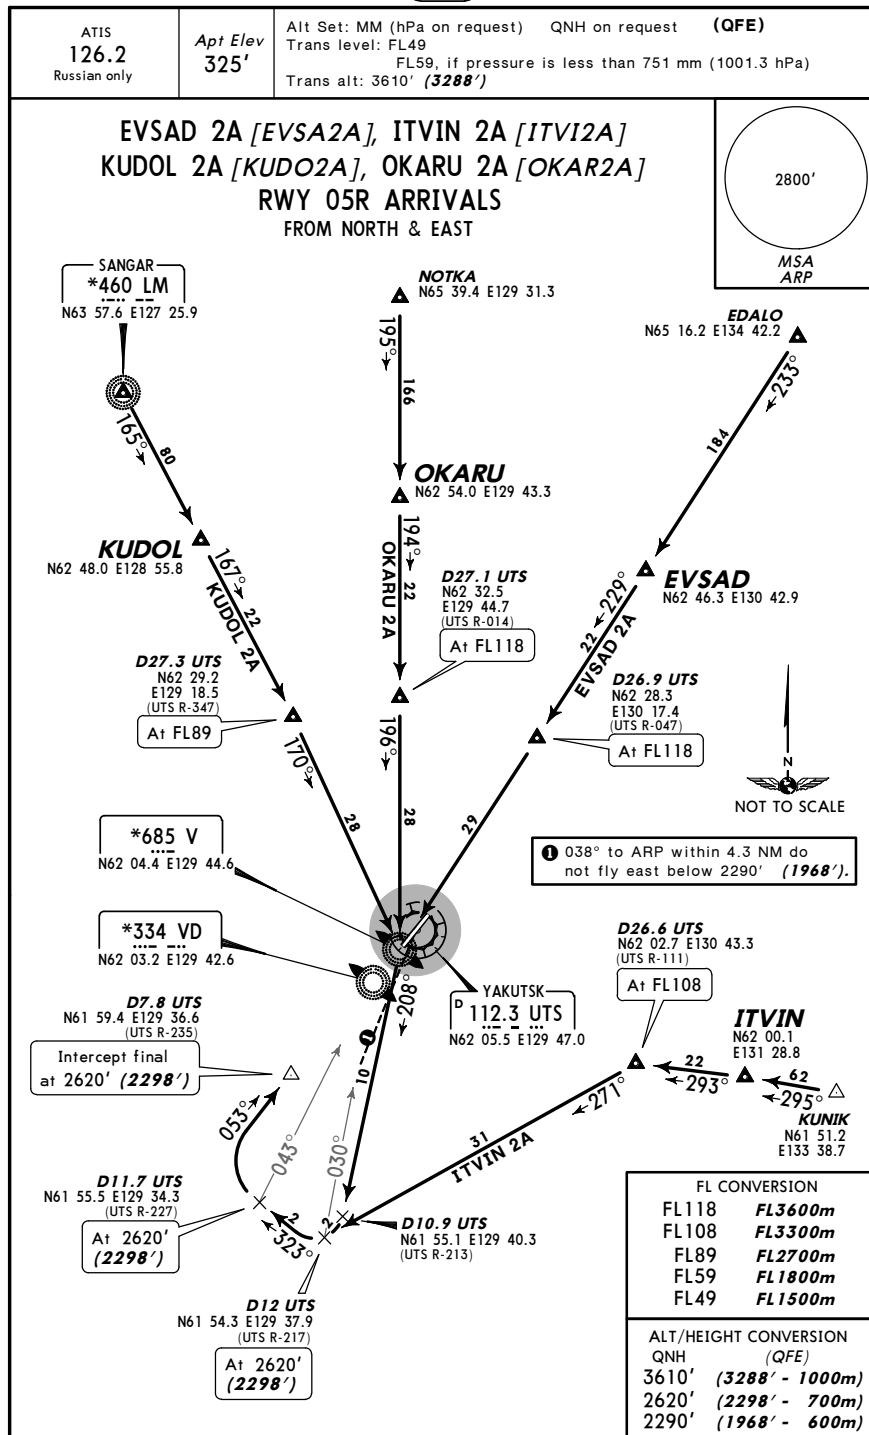 ATIS
126.2
Russian only
Apt Elev
325'
Alt Set: MM (hPa on request) QNH on request (QFE)
Trans level: FL49
FL59, if pressure is less than 751 mm (1001.3 hPa)
Trans alt: 3610' (3288')
EVSAD 2A [EVSA2A], ITVIN 2A [ITVI2A]
KUDOL 2A [KUDO2A], OKARU 2A [OKAR2A]
RWY 05R ARRIVALS
FROM NORTH & EAST
2800'
MSA
ARP
SANGAR
*460 LM
N63 57.6 E127 25.9
NOTKA
N65 39.4 E129 31.3
EDALO
N65 16.2 E134 42.2
195°
166
233°
184
165°
80
OKARU
N62 54.0 E129 43.3
KUDOL
N62 48.0 E128 55.8
194°
22
OKARU 2A
EVSAD
N62 46.3 E130 42.9
229°
22
EVSAD 2A
167°
22
KUDOL 2A
D27.1 UTS
N62 32.5
E129 44.7
(UTS R-014)
At FL118
D27.3 UTS
N62 29.2
E129 18.5
(UTS R-347)
At FL89
D26.9 UTS
N62 28.3
E130 17.4
(UTS R-047)
At FL118
170°
28
196°
28
29
N
NOT TO SCALE
*685 V
N62 04.4 E129 44.6
1 038° to ARP within 4.3 NM do
not fly east below 2290' (1968').
*334 VD
N62 03.2 E129 42.6
D26.6 UTS
N62 02.7 E130 43.3
(UTS R-111)
At FL108
YAKUTSK
D 112.3 UTS
N62 05.5 E129 47.0
208°
1
10
D7.8 UTS
N61 59.4 E129 36.6
(UTS R-235)
Intercept final
at 2620' (2298')
ITVIN
N62 00.1
E131 28.8
22
293°
62
295°
KUNIK
N61 51.2
E133 38.7
271°
31
ITVIN 2A
053°
043°
030°
D11.7 UTS
N61 55.5 E129 34.3
(UTS R-227)
At 2620'
(2298')
2
323°
2
D10.9 UTS
N61 55.1 E129 40.3
(UTS R-213)
D12 UTS
N61 54.3 E129 37.9
(UTS R-217)
At 2620'
(2298')
FL CONVERSION
FL118 FL3600m
FL108 FL3300m
FL89 FL2700m
FL59 FL1800m
FL49 FL1500m
ALT/HEIGHT CONVERSION
QNH (QFE)
3610' (3288' - 1000m)
2620' (2298' - 700m)
2290' (1968' - 600m)